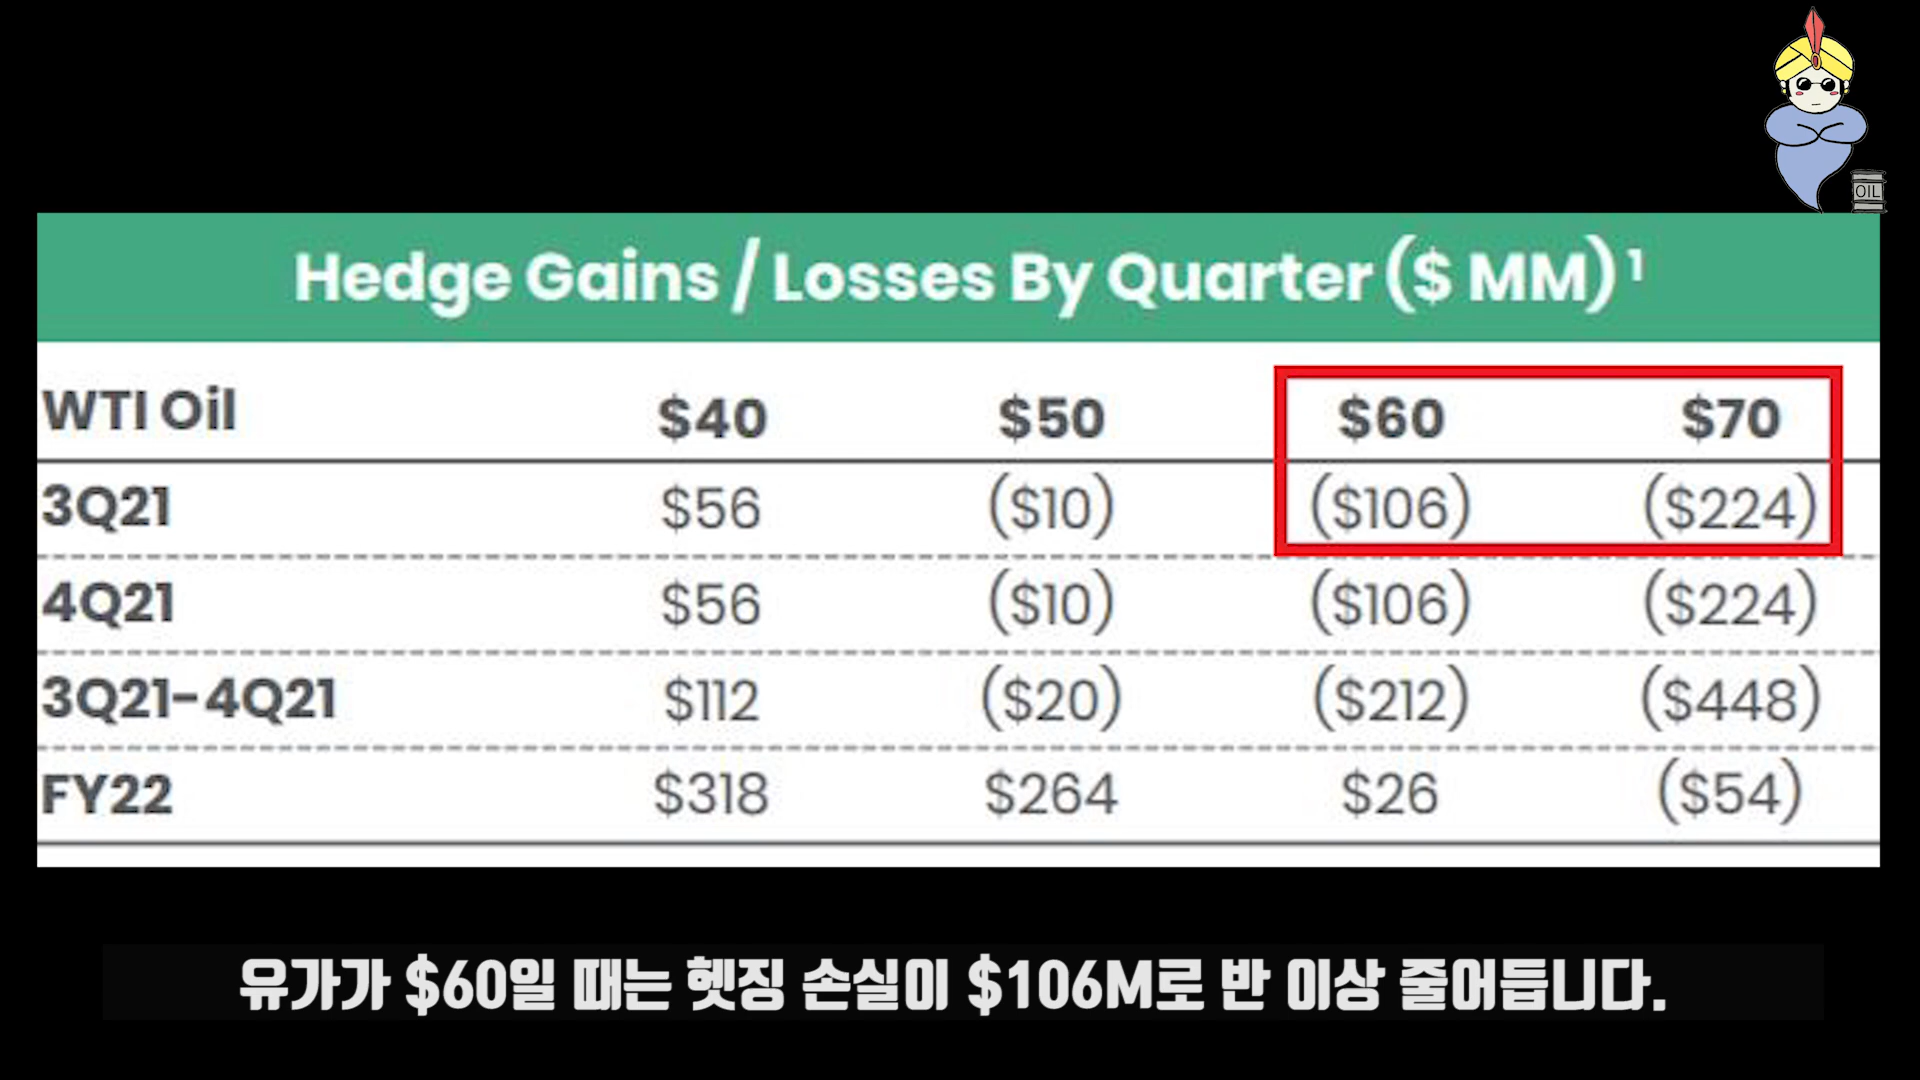 OIL
Hedge Gains / Losses By Quarter ($ MM) ¹
WTI Oil $40 $50 $60 $70
3Q21 $56 ($10) ($106) ($224)
4Q21 $56 ($10) ($106) ($224)
3Q21-4Q21 $112 ($20) ($212) ($448)
FY22 $318 $264 $26 ($54)
유가가 $60일 때는 헷징 손실이 $106M로 반 이상 줄어듭니다.